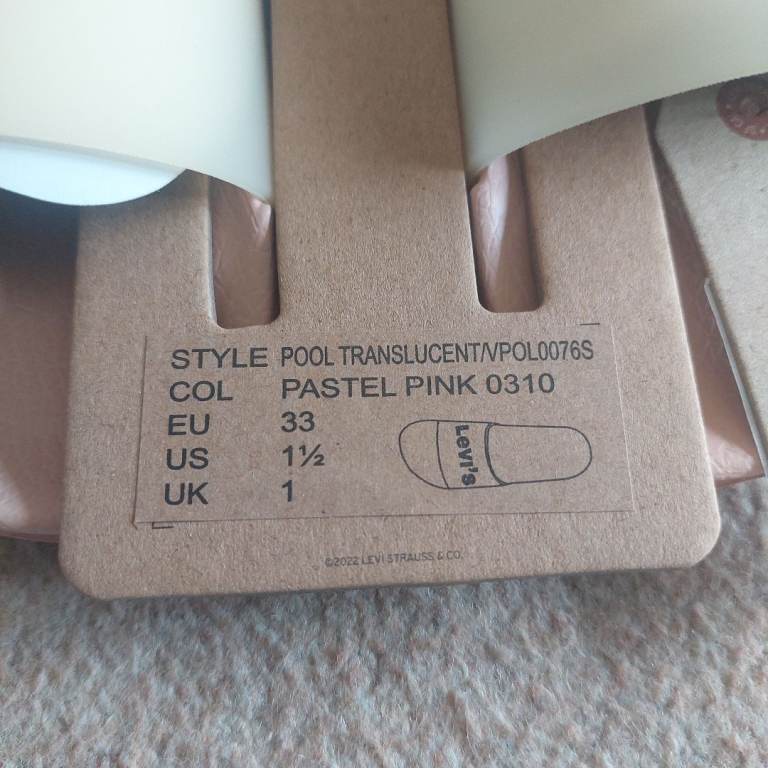 STYLE POOL TRANSLUCENT/VPOL0076S
COL PASTEL PINK 0310
EU 33
US 1½
UK 1
Levi's
©2022 LEVI STRAUSS & CO.